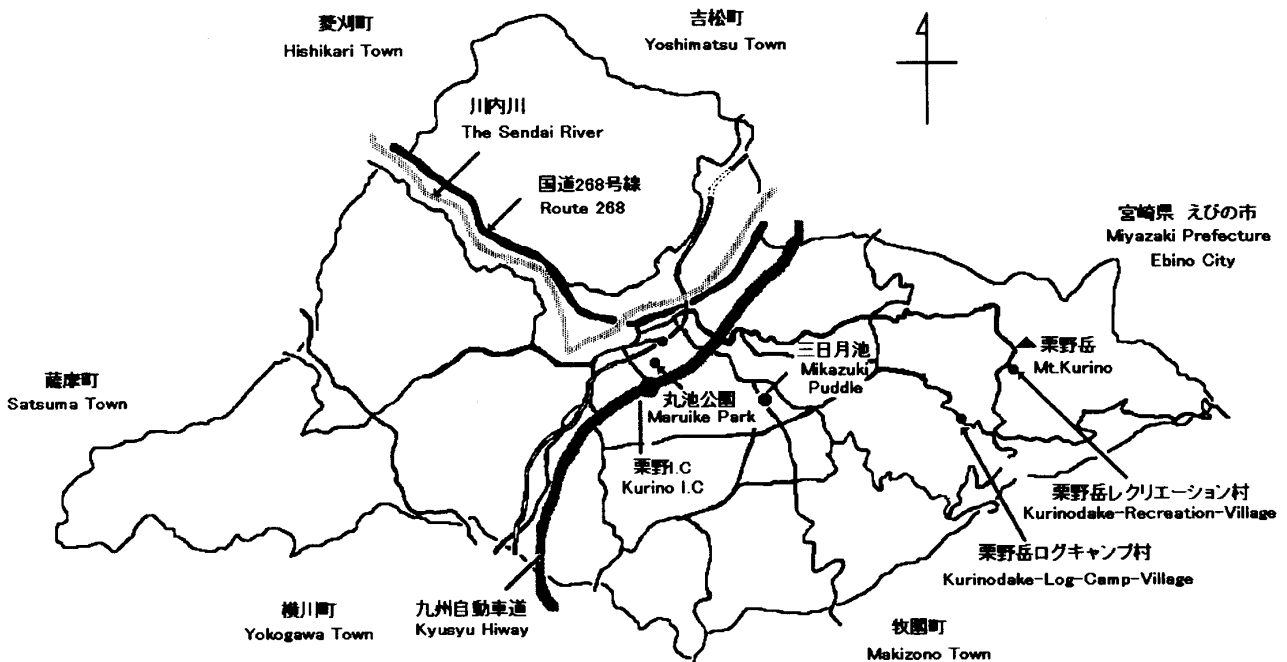 菱刈町
Hishikari Town
吉松町
Yoshimatsu Town
4
川内川
The Sendai River
国道268号線
Route 268
宮崎県 えびの市
Miyazaki Prefecture
Ebino City
三日月池
Mikazuki
Puddle
栗野岳
Mt.Kurino
薩摩町
Satsuma Town
丸池公園
Maruike Park
栗野I.C
Kurino I.C
栗野岳レクリエーション村
Kurinodake-Recreation-Village
栗野岳ログキャンプ村
Kurinodake-Log-Camp-Village
横川町
Yokogawa Town
九州自動車道
Kyusyu Hiway
牧園町
Makizono Town